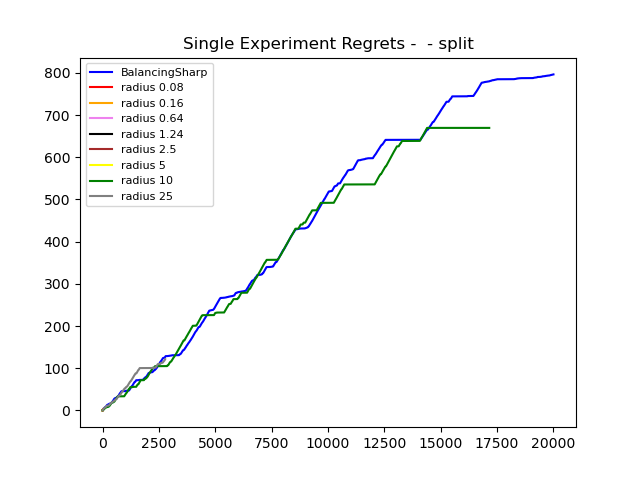 Single Experiment Regrets -  - split
BalancingSharp
radius 0.08
radius 0.16
radius 0.64
radius 1.24
radius 2.5
radius 5
radius 10
radius 25
800
700
600
500
400
300
200
100
0
0 2500 5000 7500 10000 12500 15000 17500 20000